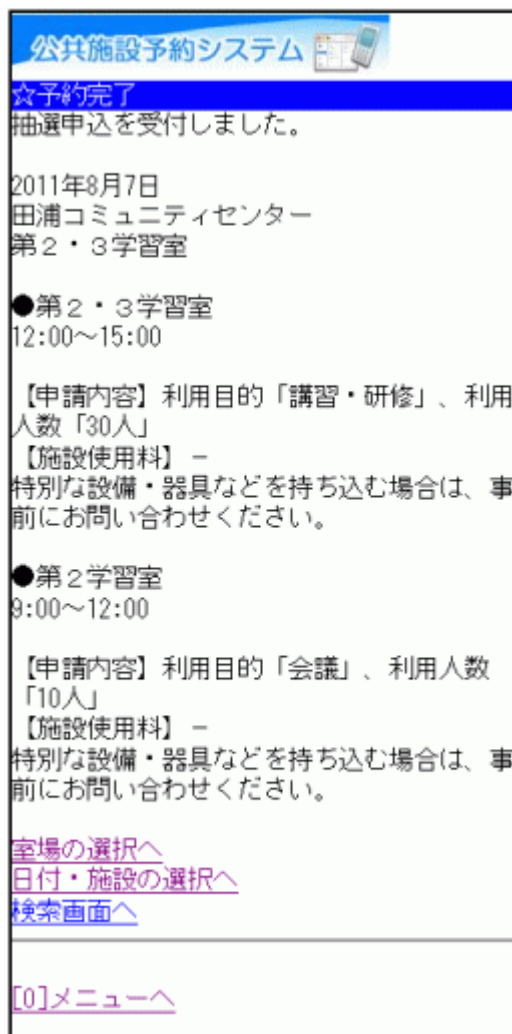 公共施設予約システム
☆予約完了
抽選申込を受付しました。
2011年8月7日
田浦コミュニティセンター
第２・３学習室
●第２・３学習室
12:00～15:00
【申請内容】利用目的「講習・研修」、利用
人数「30人」
【施設使用料】－
特別な設備・器具などを持ち込む場合は、事
前にお問い合わせください。
●第２学習室
9:00～12:00
【申請内容】利用目的「会議」、利用人数
「10人」
【施設使用料】－
特別な設備・器具などを持ち込む場合は、事
前にお問い合わせください。
室場の選択へ
日付・施設の選択へ
検索画面へ
[0]メニューへ